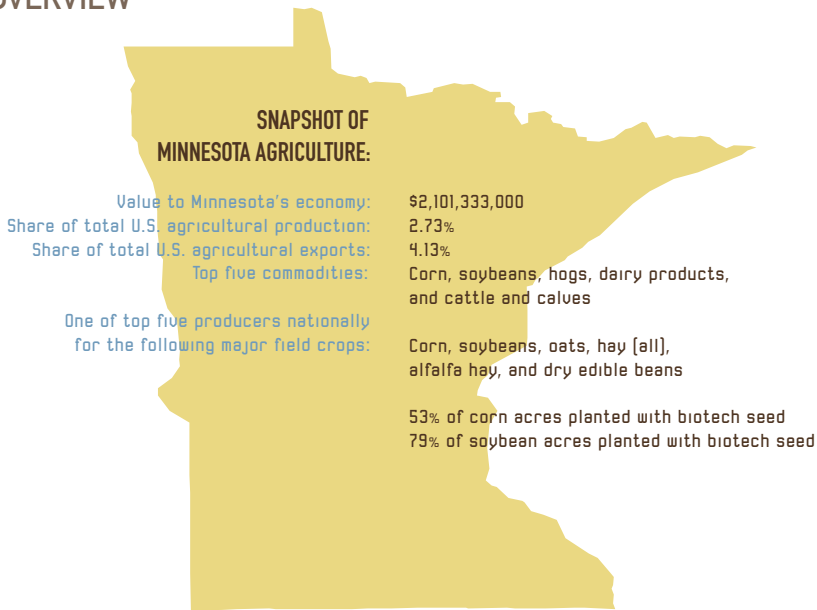 OVERVIEW
SNAPSHOT OF
MINNESOTA AGRICULTURE:
Value to Minnesota's economy: $2,101,333,000
Share of total U.S. agricultural production: 2.73%
Share of total U.S. agricultural exports: 4.13%
Top five commodities: Corn, soybeans, hogs, dairy products,
and cattle and calves
One of top five producers nationally
for the following major field crops: Corn, soybeans, oats, hay [all],
alfalfa hay, and dry edible beans
53% of corn acres planted with biotech seed
79% of soybean acres planted with biotech seed